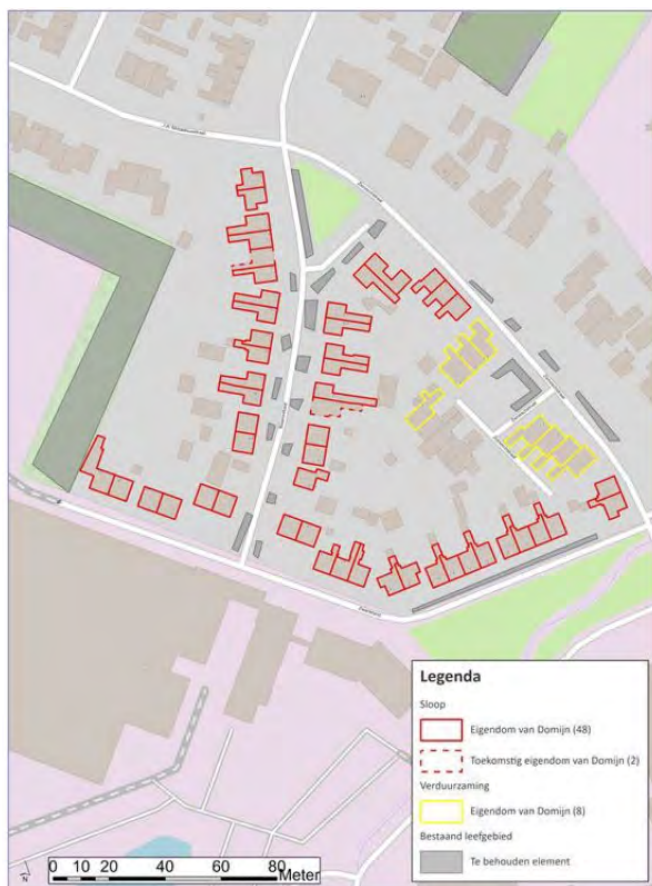 Legenda
Sloop
Eigendom van Domijn (48)
Toekomstig eigendom van Domijn (2)
Verduurzaming
Eigendom van Domijn (8)
Bestaand leefgebied
Te behouden element
N
0 10 20 40 60 80
Meter